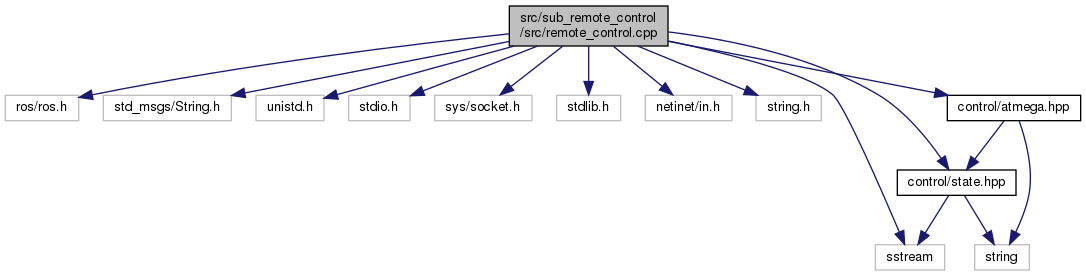 src/sub_remote_control
/src/remote_control.cpp
ros/ros.h
std_msgs/String.h
unistd.h
stdio.h
sys/socket.h
stdlib.h
netinet/in.h
string.h
control/atmega.hpp
control/state.hpp
sstream
string